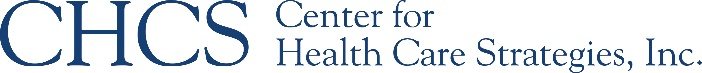 CHCS
Center for
Health Care Strategies, Inc.